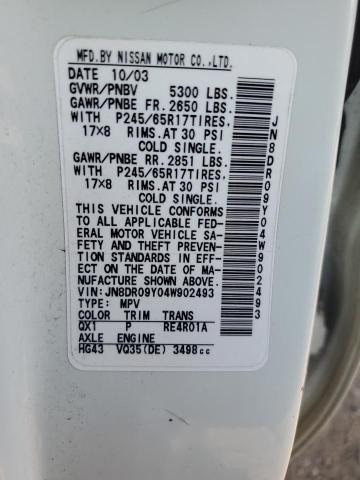 MFD.BY NISSAN MOTOR CO.,LTD.
DATE 10/03
GVWR/PNBV 5300 LBS.
GAWR/PNBE FR. 2650 LBS.
WITH P245/65R17TIRES,
17×8 RIMS.AT 30 PSI
COLD SINGLE.
GAWR/PNBE RR. 2851 LBS.
WITH P245/65R17TIRES,
17×8 RIMS.AT 30 PSI
COLD SINGLE.
THIS VEHICLE CONFORMS
TO ALL APPLICABLE FED-
ERAL MOTOR VEHICLE SA-
FETY AND THEFT PREVEN-
TION STANDARDS IN EFF-
ECT ON THE DATE OF MA-
NUFACTURE SHOWN ABOVE.
VIN:JN8DR09Y04W902493
TYPE: MPV
COLOR TRIM TRANS
QX1 P RE4R01A
AXLE ENGINE
HG43 VQ35(DE) 3498cc
JN8DR09Y04W902493